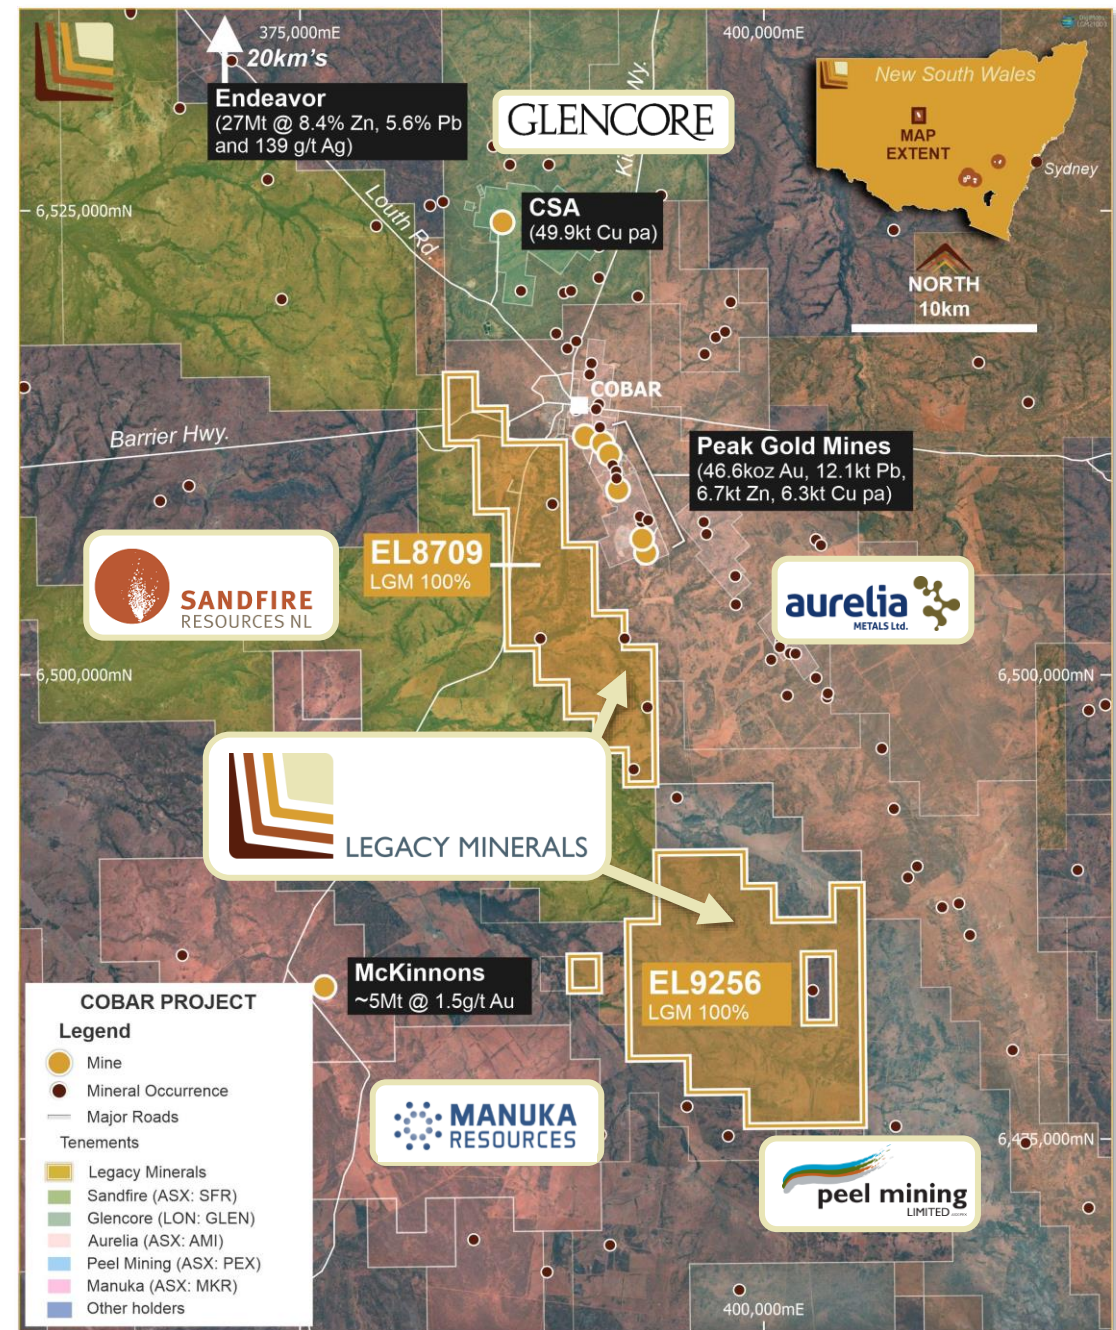 375,000mE
400,000mE
20km's
Endeavor
(27Mt @ 8.4% Zn, 5.6% Pb
and 139 g/t Ag)
GLENCORE
New South Wales
MAP
EXTENT
Sydney
Louth Rd.
CSA
(49.9kt Cu pa)
6,525,000mN
NORTH
10km
COBAR
Barrier Hwy.
Peak Gold Mines
(46.6koz Au, 12.1kt Pb,
6.7kt Zn, 6.3kt Cu pa)
EL8709
LGM 100%
SANDFIRE
RESOURCES NL
aurelia
METALS Ltd.
6,500,000mN
6,500,000mN
LEGACY MINERALS
McKinnons
~5Mt @ 1.5g/t Au
EL9256
LGM 100%
MANUKA
RESOURCES
6,475,000mN
peel mining
LIMITED
400,000mE
COBAR PROJECT
Legend
Mine
Mineral Occurrence
Major Roads
Tenements
Legacy Minerals
Sandfire (ASX: SFR)
Glencore (LON: GLEN)
Aurelia (ASX: AMI)
Peel Mining (ASX: PEX)
Manuka (ASX: MKR)
Other holders